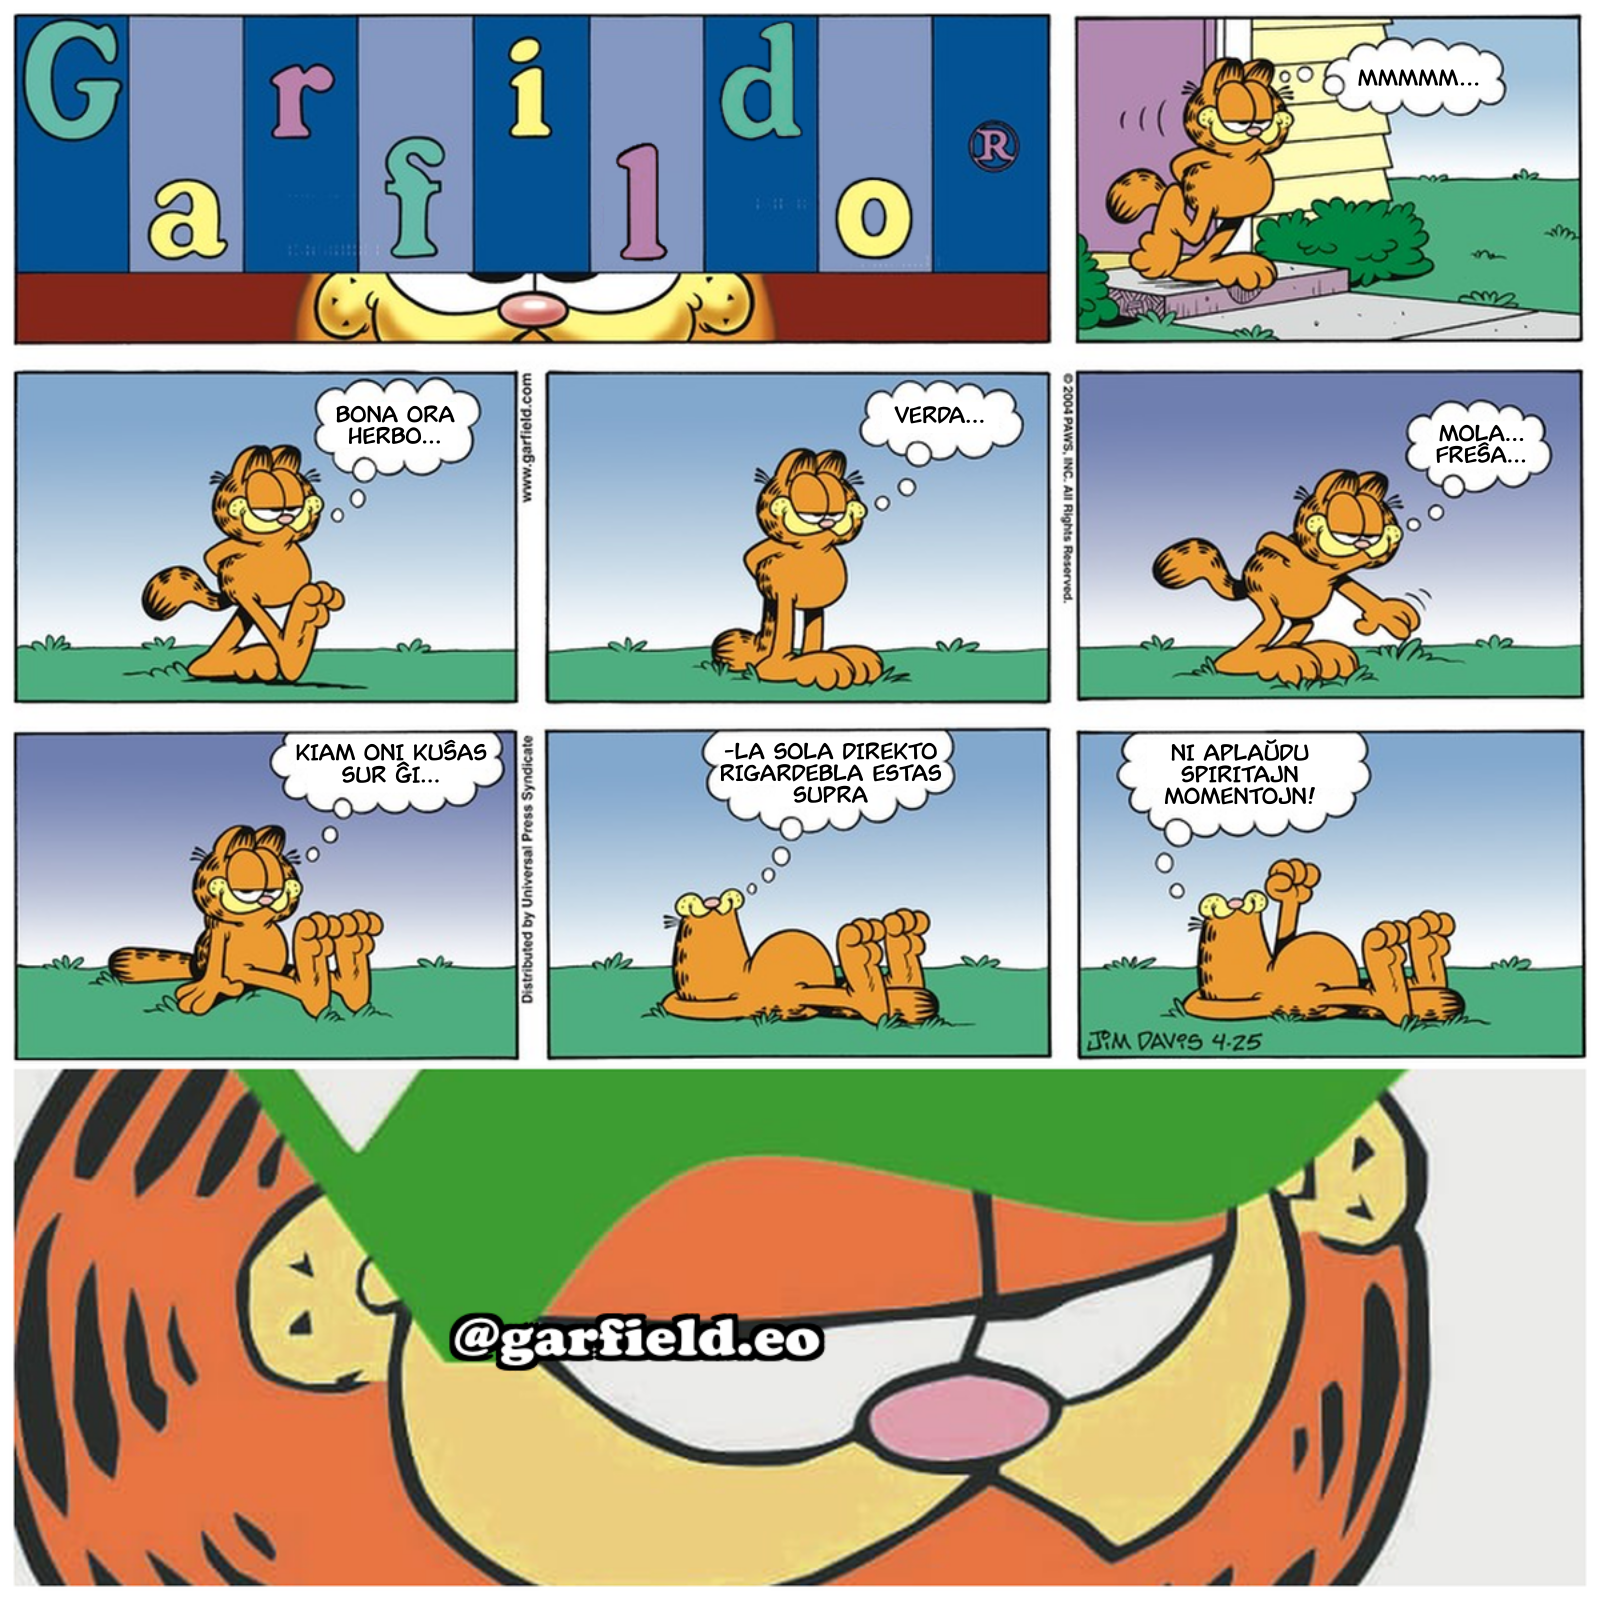 Garfildo®
MMMMM...
BONA ORA
HERBO...
www.garfield.com
VERDA...
© 2004 PAWS, INC. All Rights Reserved.
MOLA...
FREŜA...
KIAM ONI KUŜAS
SUR ĜI...
Distributed by Universal Press Syndicate
-LA SOLA DIREKTO
RIGARDEBLA ESTAS
SUPRA
NI APLAŬDU
SPIRITAJN
MOMENTOJN!
JIM DAVIS 4-25
@garfield.eo